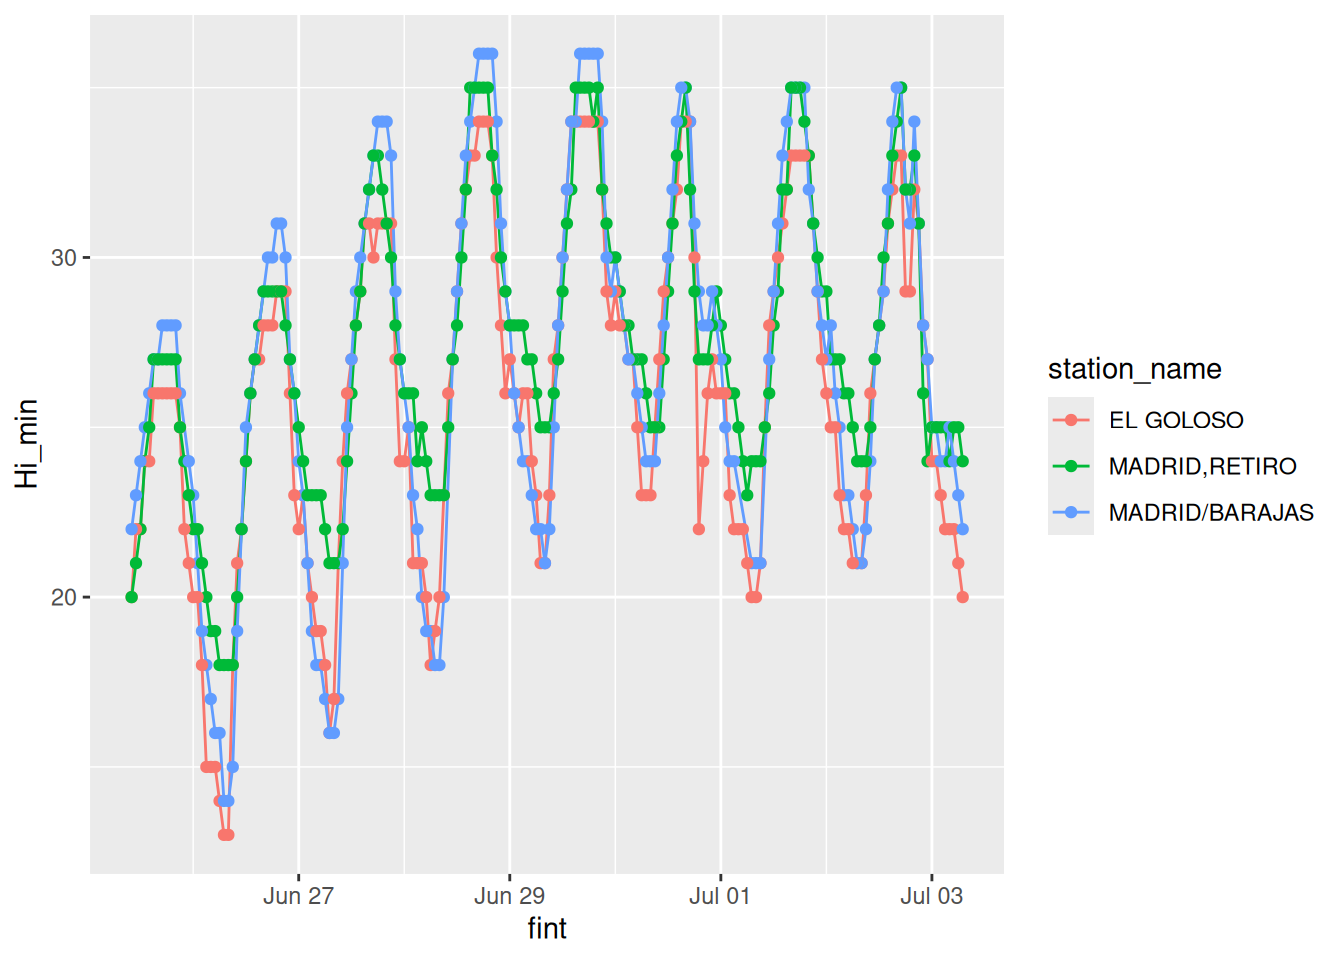 30
20
Hi_min
Jun 27
Jun 29
Jul 01
Jul 03
fint
station_name
EL GOLOSO
MADRID,RETIRO
MADRID/BARAJAS